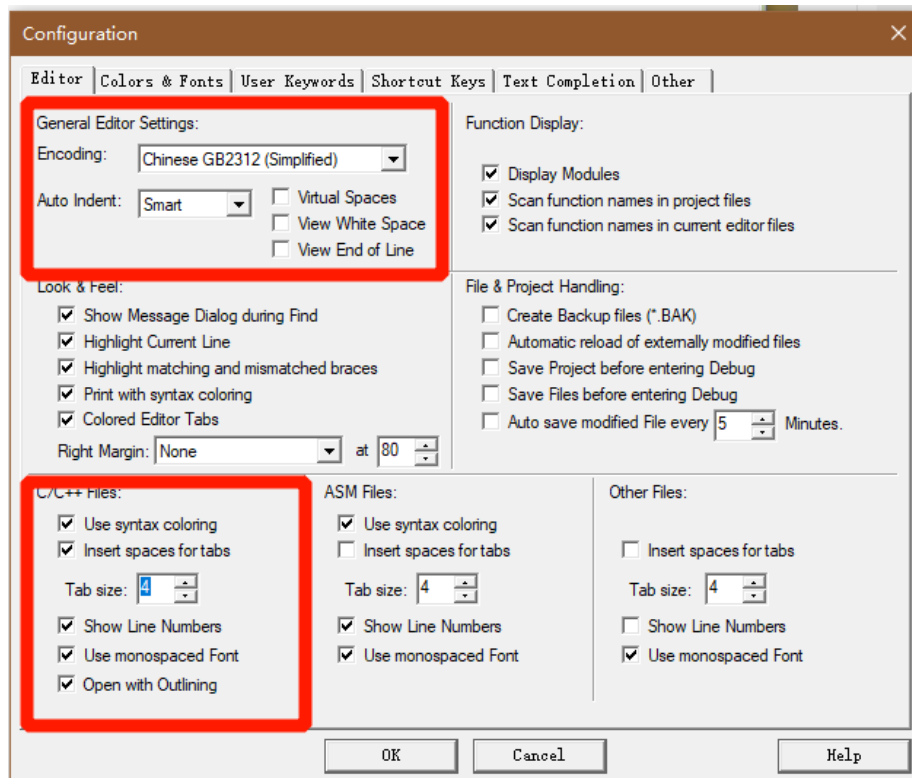 Configuration
Editor Colors & Fonts User Keywords Shortcut Keys Text Completion Other
General Editor Settings:
Encoding: Chinese GB2312 (Simplified)
Auto Indent: Smart
Virtual Spaces
View White Space
View End of Line
Function Display:
Display Modules
Scan function names in project files
Scan function names in current editor files
Look & Feel:
Show Message Dialog during Find
Highlight Current Line
Highlight matching and mismatched braces
Print with syntax coloring
Colored Editor Tabs
Right Margin: None at 80
File & Project Handling:
Create Backup files (*.BAK)
Automatic reload of externally modified files
Save Project before entering Debug
Save Files before entering Debug
Auto save modified File every 5 Minutes.
C/C++ Files:
Use syntax coloring
Insert spaces for tabs
Tab size: 4
Show Line Numbers
Use monospaced Font
Open with Outlining
ASM Files:
Use syntax coloring
Insert spaces for tabs
Tab size: 4
Show Line Numbers
Use monospaced Font
Other Files:
Insert spaces for tabs
Tab size: 4
Show Line Numbers
Use monospaced Font
OK Cancel Help